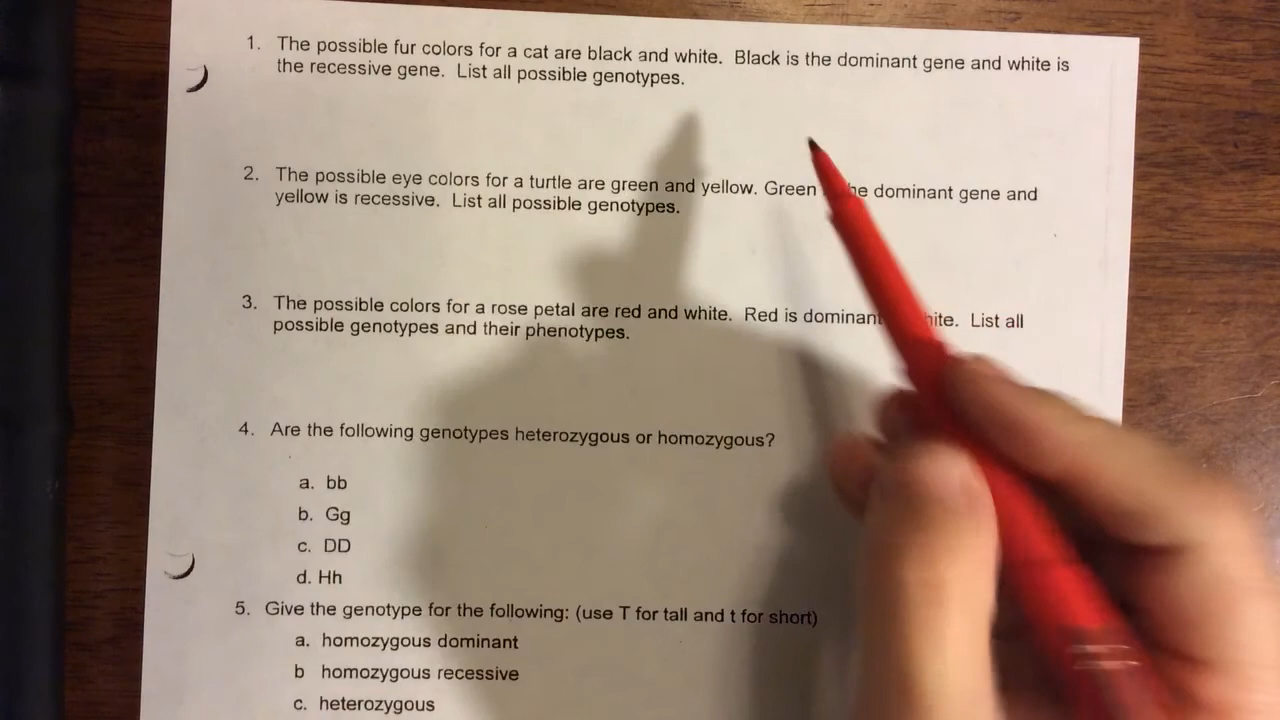 1. The possible fur colors for a cat are black and white. Black is the dominant gene and white is
the recessive gene. List all possible genotypes.
2. The possible eye colors for a turtle are green and yellow. Green he dominant gene and
yellow is recessive. List all possible genotypes.
3. The possible colors for a rose petal are red and white. Red is dominant hite. List all
possible genotypes and their phenotypes.
4. Are the following genotypes heterozygous or homozygous?
a. bb
b. Gg
c. DD
d. Hh
5. Give the genotype for the following: (use T for tall and t for short)
a. homozygous dominant
b homozygous recessive
c. heterozygous